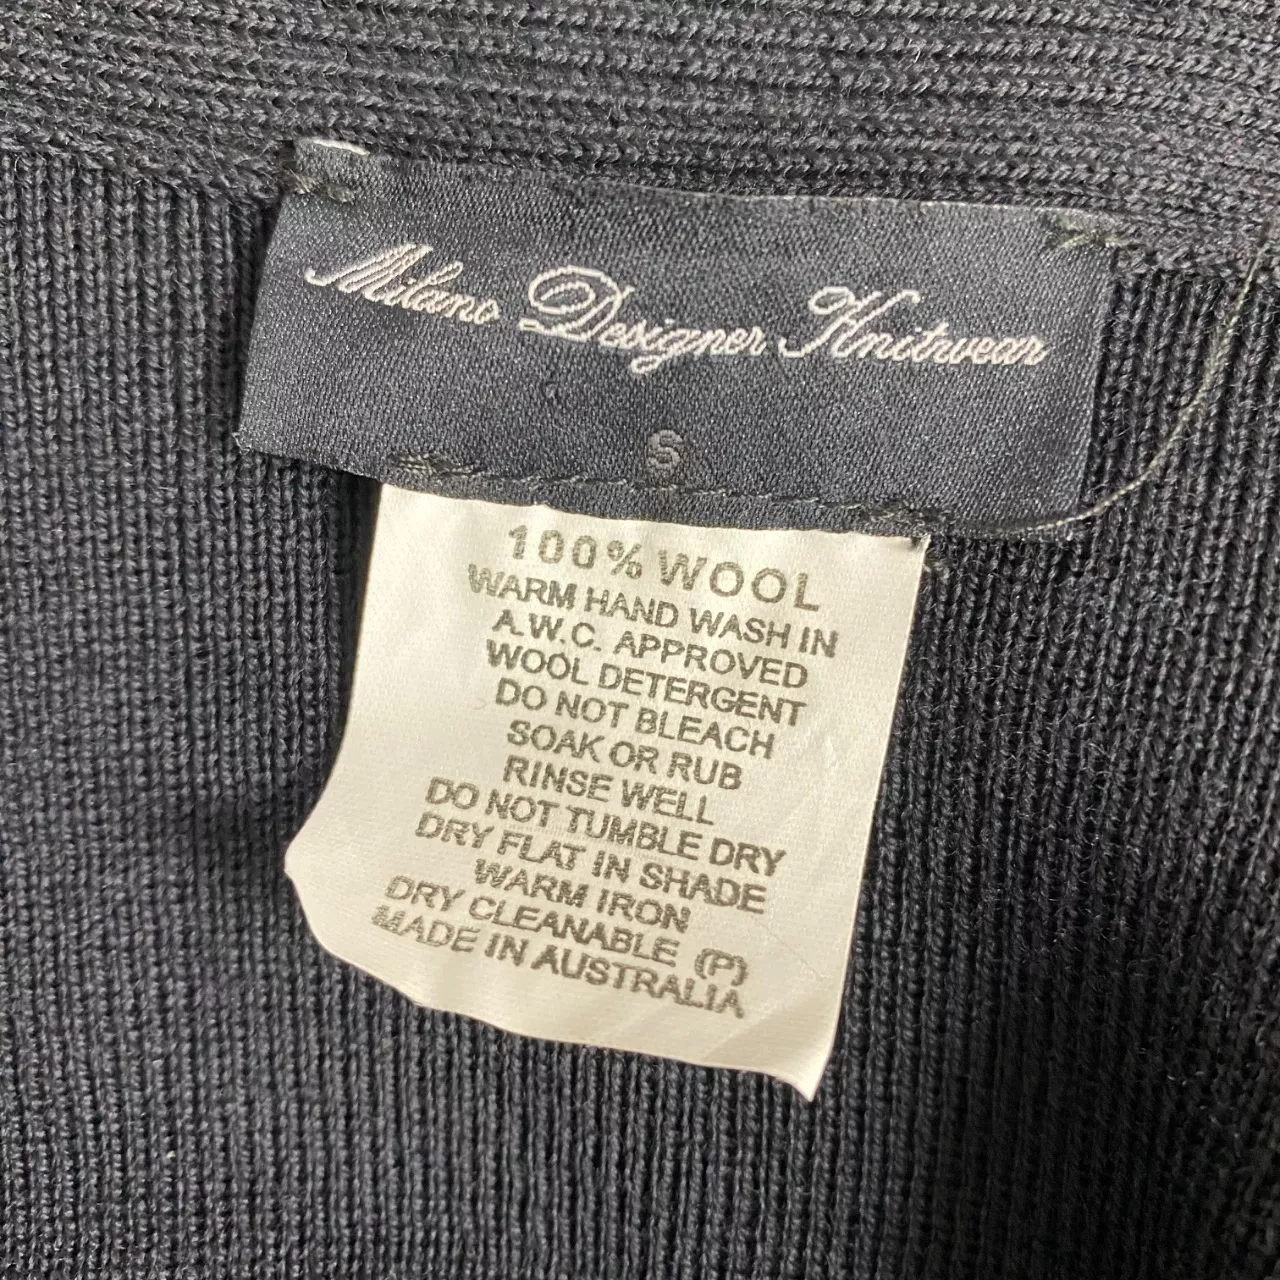 Milano Designer Knitwear
S
100% WOOL
WARM HAND WASH IN
A.W.C. APPROVED
WOOL DETERGENT
DO NOT BLEACH
SOAK OR RUB
RINSE WELL
DO NOT TUMBLE DRY
DRY FLAT IN SHADE
WARM IRON
DRY CLEANABLE (P)
MADE IN AUSTRALIA